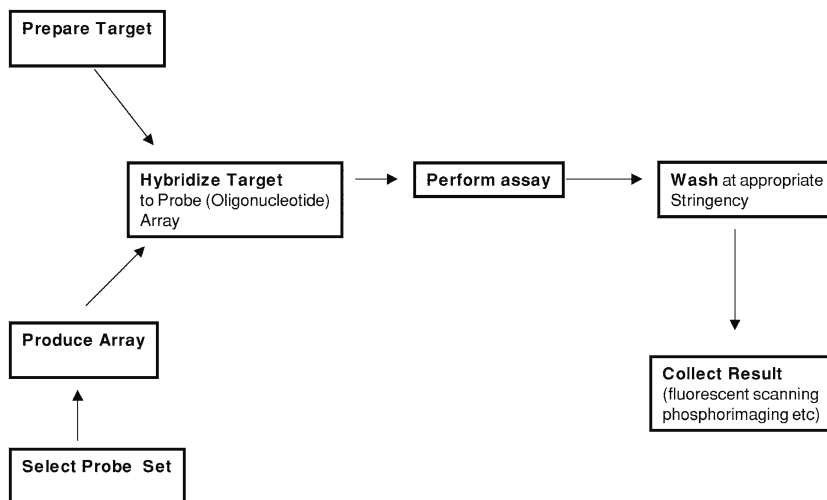 Prepare Target
Hybridize Target
to Probe (Oligonucleotide)
Array
Perform assay
Wash at appropriate
Stringency
Produce Array
Collect Result
(fluorescent scanning
phosphorimaging etc)
Select Probe Set